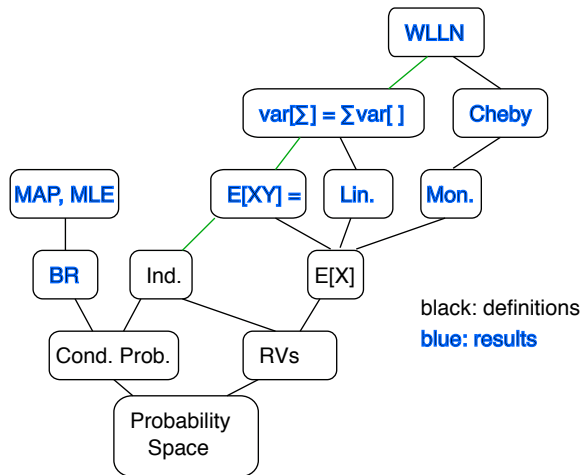 WLLN
var[∑] = ∑var[ ]
Cheby
MAP, MLE
E[XY] =
Lin.
Mon.
BR
Ind.
E[X]
black: definitions
blue: results
Cond. Prob.
RVs
Probability
Space